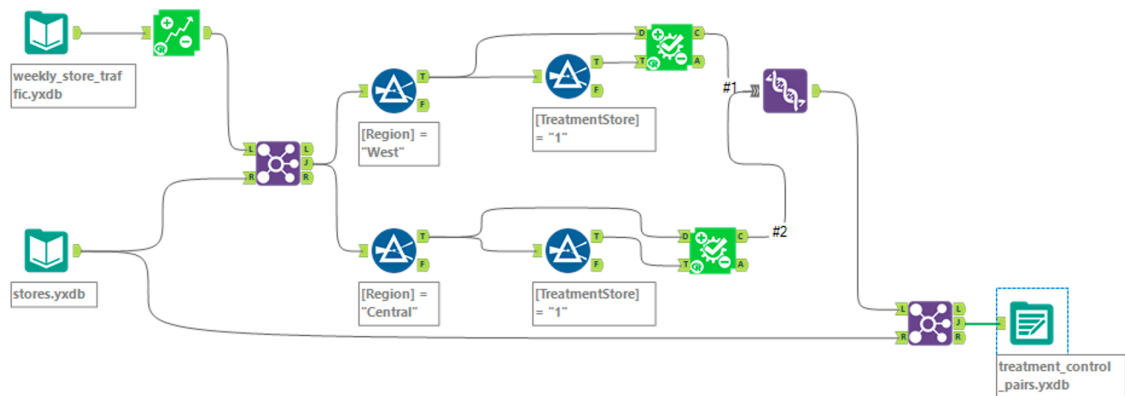 weekly_store_traf
fic.yxdb
L
J
R
L
R
[Region] =
"West"
T
F
[TreatmentStore]
= "1"
T
F
D
T
C
A
#1
stores.yxdb
[Region] =
"Central"
T
F
[TreatmentStore]
= "1"
T
F
D
T
C
A
#2
L
R
L
J
R
treatment_control
_pairs.yxdb